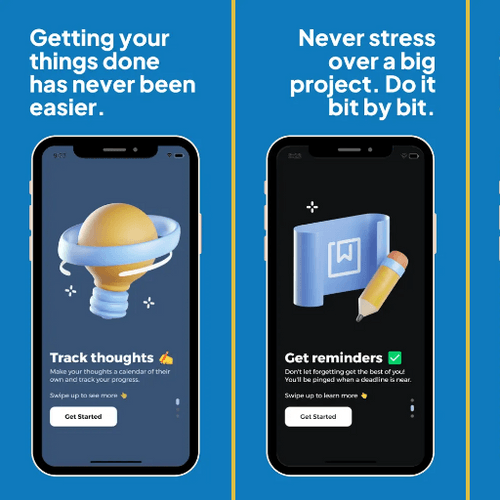 Getting your
things done
has never been
easier.
Track thoughts ✍️
Make your thoughts a calendar of their
own and track your progress.
Swipe up to see more 👆
Get Started
Never stress
over a big
project. Do it
bit by bit.
Get reminders ✅
Don't let forgetting get the best of you!
You'll be pinged when a deadline is near.
Swipe up to learn more 👆
Get Started